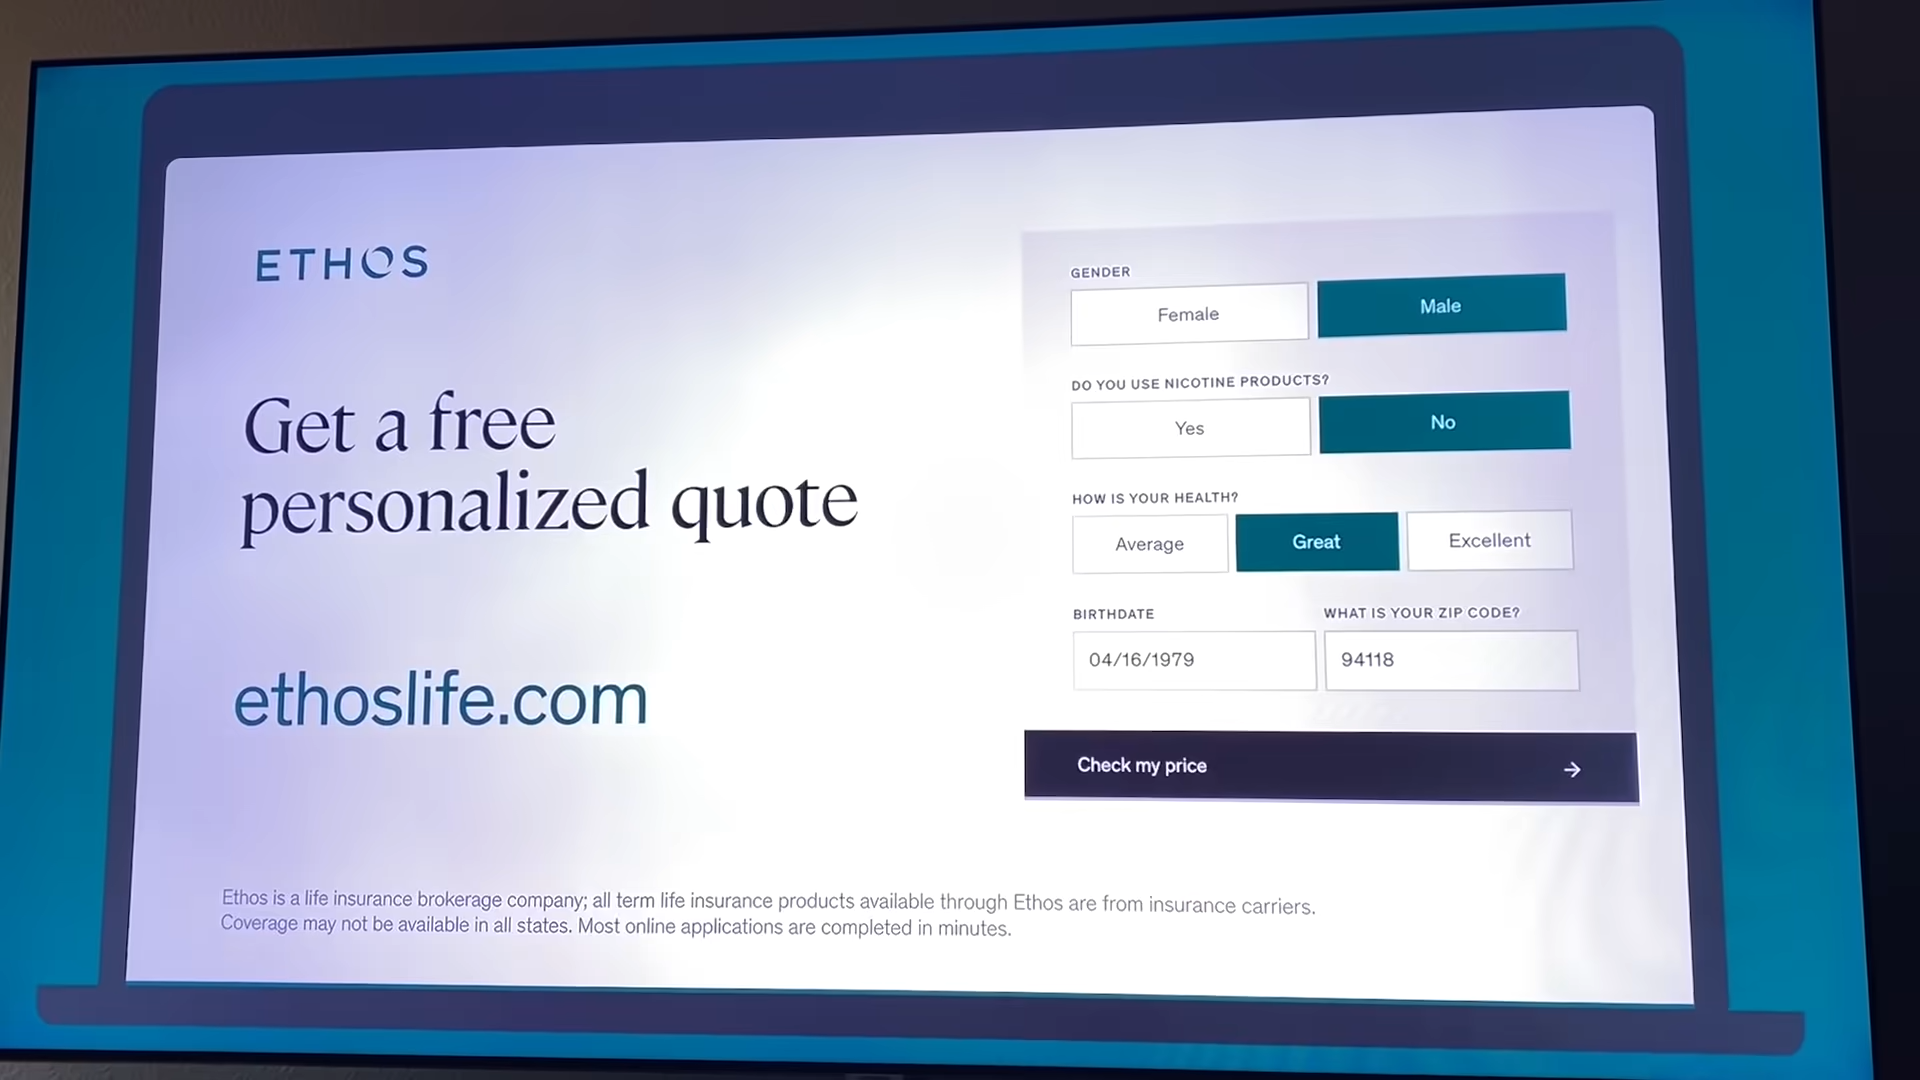 ETHOS
Get a free
personalized quote
ethoslife.com
GENDER
Female
Male
DO YOU USE NICOTINE PRODUCTS?
Yes
No
HOW IS YOUR HEALTH?
Average
Great
Excellent
BIRTHDATE
WHAT IS YOUR ZIP CODE?
04/16/1979
94118
Check my price →
Ethos is a life insurance brokerage company; all term life insurance products available through Ethos are from insurance carriers.
Coverage may not be available in all states. Most online applications are completed in minutes.